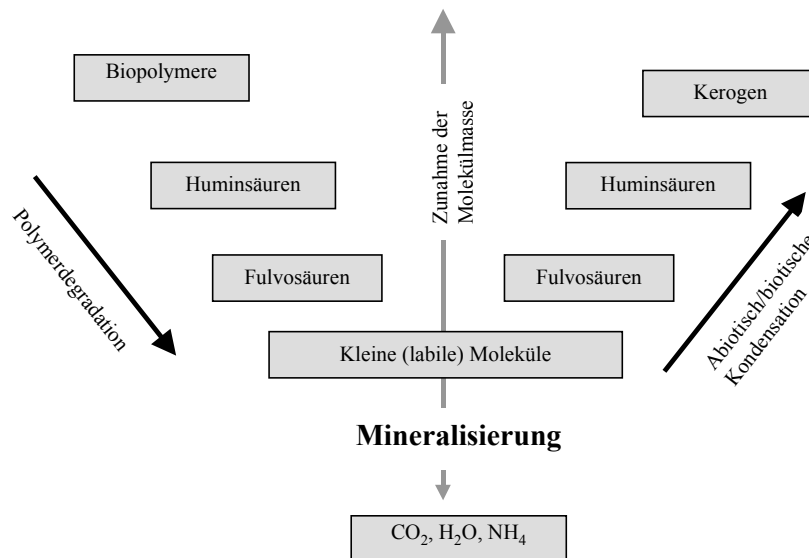 Biopolymere
Kerogen
Zunahme der
Molekülmasse
Huminsäuren
Huminsäuren
Polymerdegradation
Fulvosäuren
Fulvosäuren
Abiotisch/biotische
Kondensation
Kleine (labile) Moleküle
Mineralisierung
CO₂, H₂O, NH₄